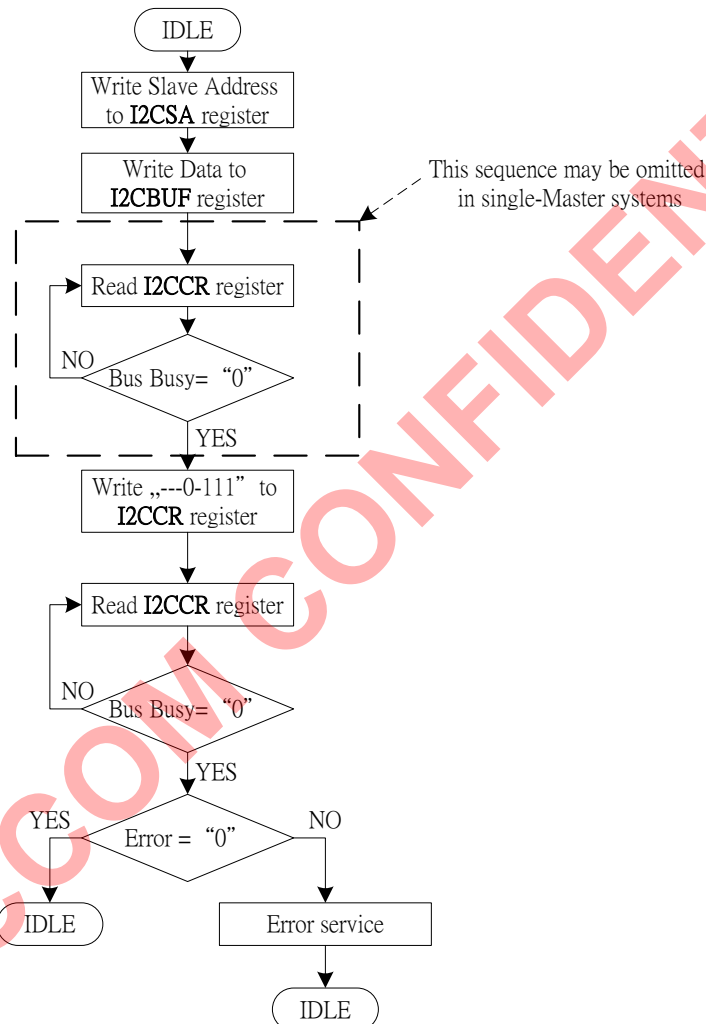 IDLE
Write Slave Address
to I2CSA register
Write Data to
I2CBUF register
This sequence may be omitted
in single-Master systems
Read I2CCR register
NO
Bus Busy= “0”
YES
Write „---0-111” to
I2CCR register
Read I2CCR register
NO
Bus Busy= “0”
YES
YES
Error = “0”
NO
IDLE
Error service
IDLE
CCOM CONFIDENT